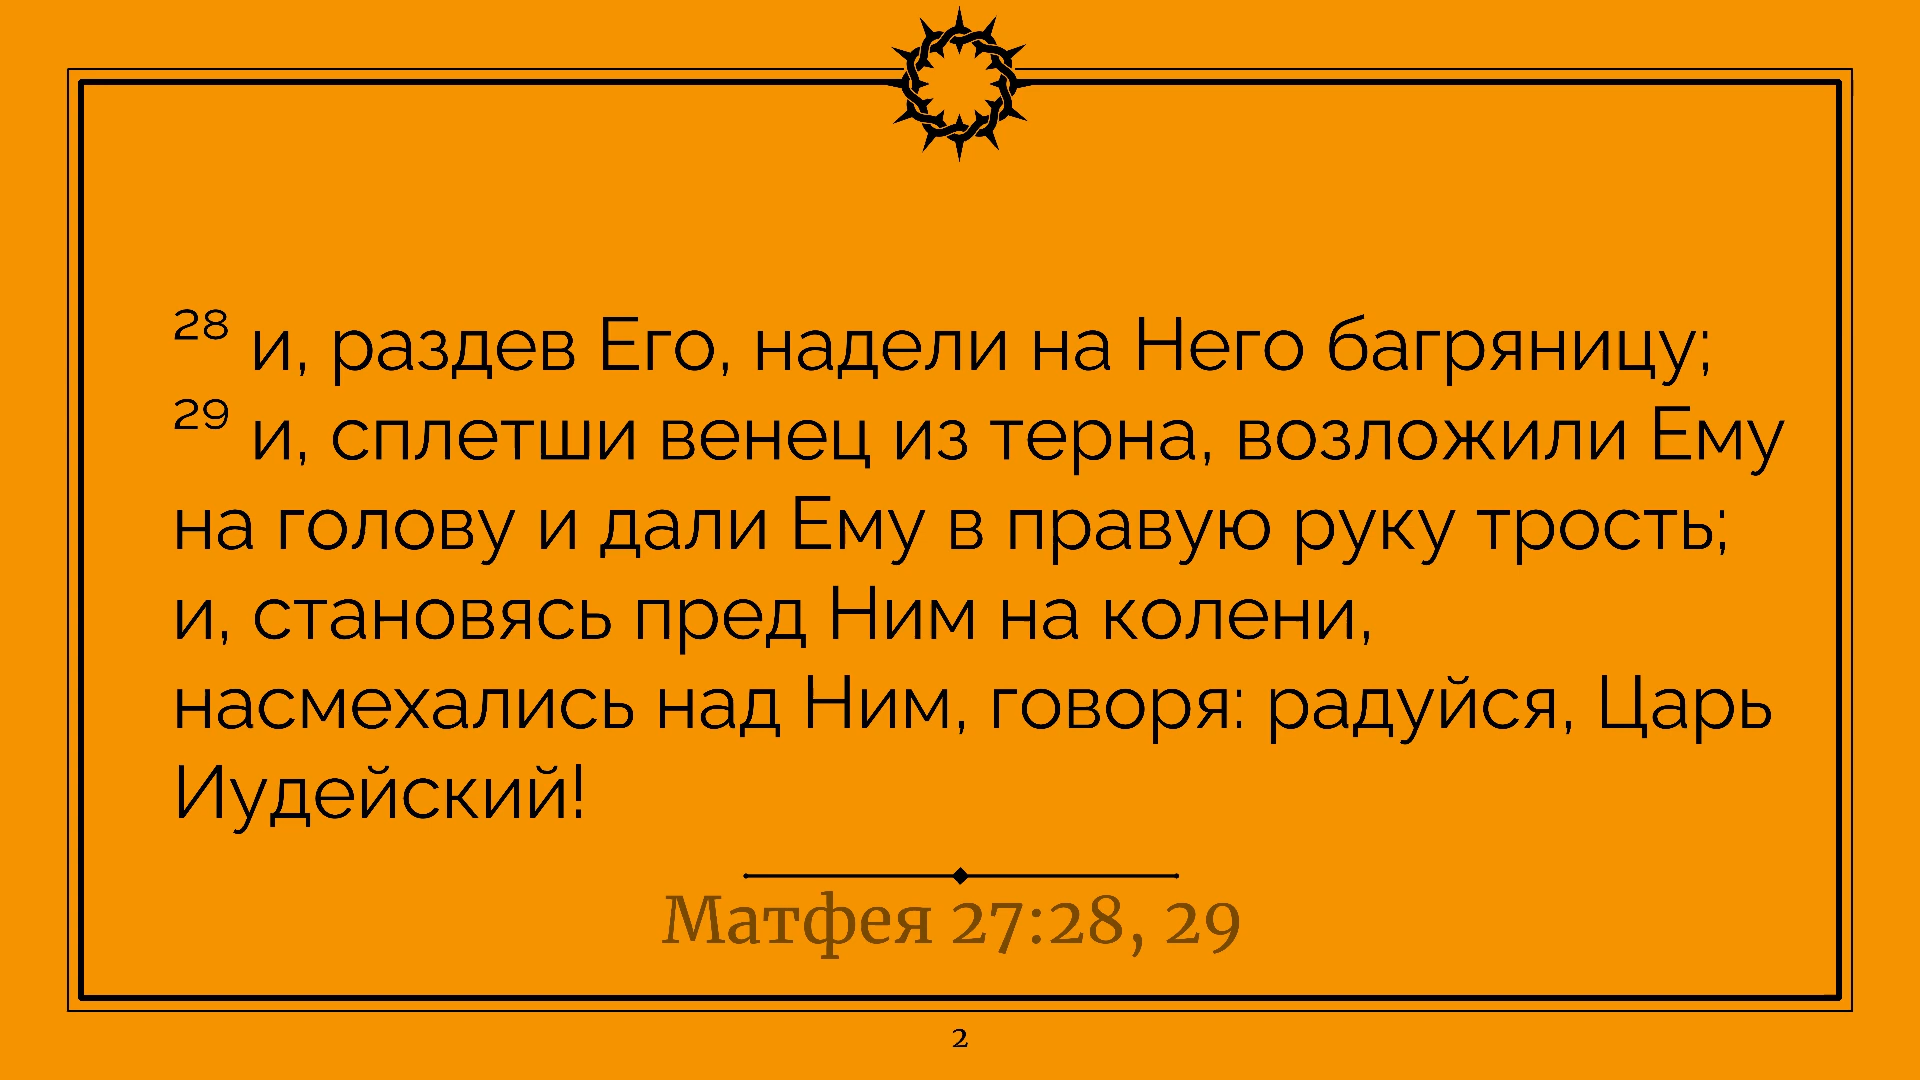 28 и, раздев Его, надели на Него багряницу;
29 и, сплетши венец из терна, возложили Ему
на голову и дали Ему в правую руку трость;
и, становясь пред Ним на колени,
насмехались над Ним, говоря: радуйся, Царь
Иудейский!
Матфея 27:28, 29
2